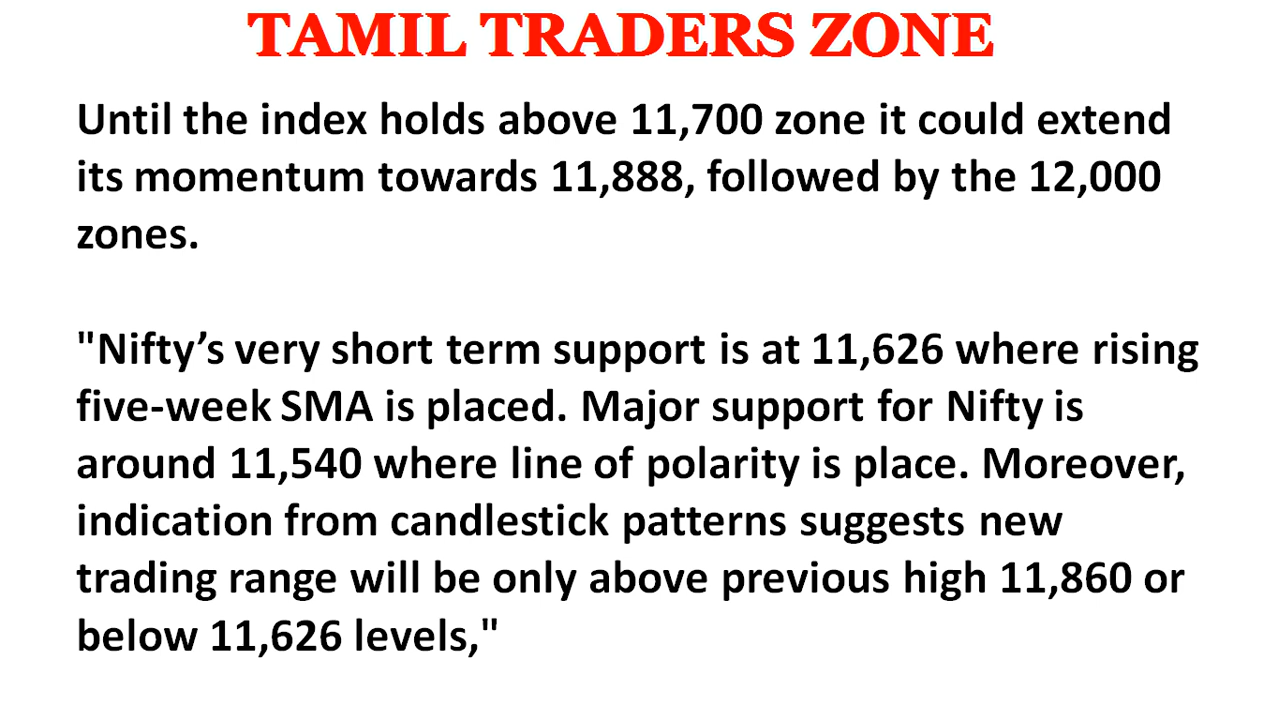 TAMIL TRADERS ZONE
Until the index holds above 11,700 zone it could extend
its momentum towards 11,888, followed by the 12,000
zones.
"Nifty’s very short term support is at 11,626 where rising
five-week SMA is placed. Major support for Nifty is
around 11,540 where line of polarity is place. Moreover,
indication from candlestick patterns suggests new
trading range will be only above previous high 11,860 or
below 11,626 levels,"